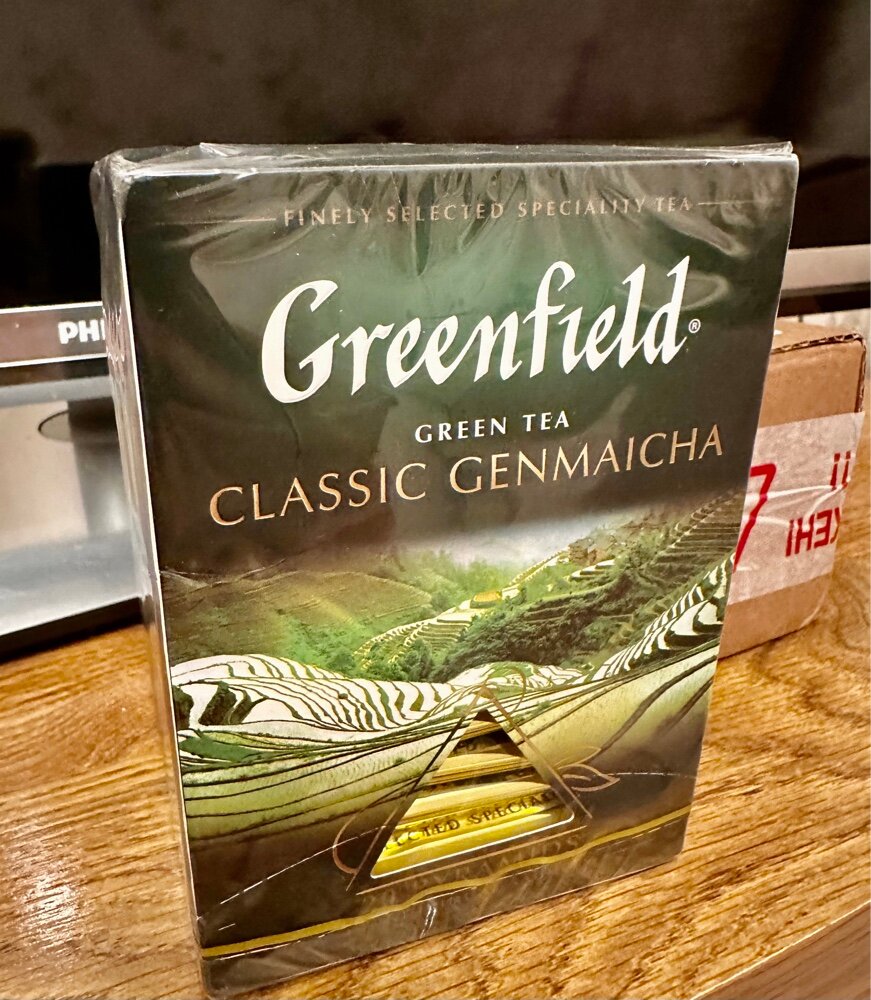 FINELY SELECTED SPECIALITY TEA
Greenfield®
GREEN TEA
CLASSIC GENMAICHA